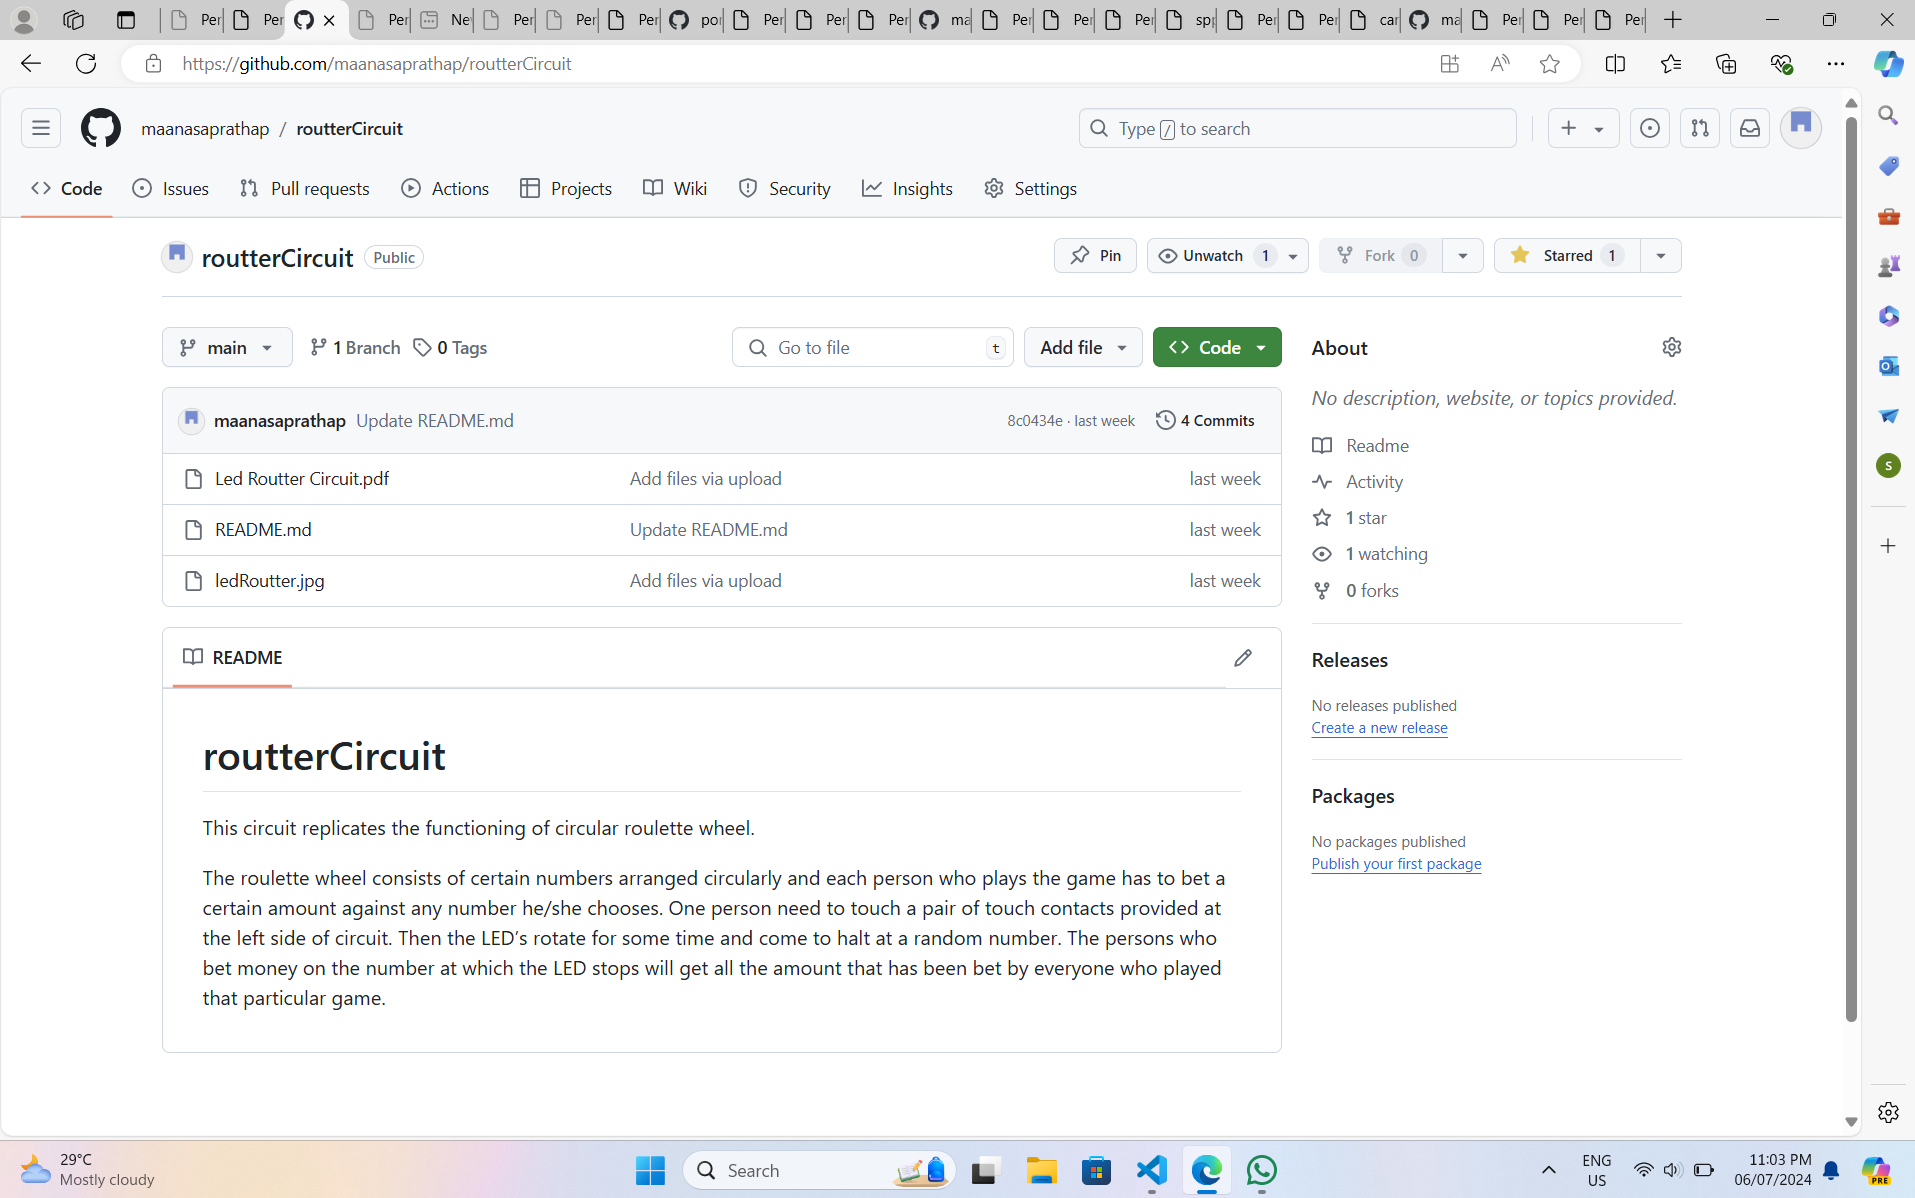 Per
Per
Per
Ne
Per
Per
Per
por
Per
Per
Per
ma
Per
Per
Per
spp
Per
Per
car
ma
Per
Per
Per
https://github.com/maanasaprathap/routterCircuit
maanasaprathap / routterCircuit
Type / to search
Code
Issues
Pull requests
Actions
Projects
Wiki
Security
Insights
Settings
routterCircuit
Public
Pin
Unwatch 1
Fork 0
Starred 1
main
1 Branch
0 Tags
Go to file
t
Add file
Code
maanasaprathap Update README.md
8c0434e · last week
4 Commits
Led Routter Circuit.pdf
Add files via upload
last week
README.md
Update README.md
last week
ledRoutter.jpg
Add files via upload
last week
README
routterCircuit
This circuit replicates the functioning of circular roulette wheel.
The roulette wheel consists of certain numbers arranged circularly and each person who plays the game has to bet a
certain amount against any number he/she chooses. One person need to touch a pair of touch contacts provided at
the left side of circuit. Then the LED’s rotate for some time and come to halt at a random number. The persons who
bet money on the number at which the LED stops will get all the amount that has been bet by everyone who played
that particular game.
About
No description, website, or topics provided.
Readme
Activity
1 star
1 watching
0 forks
Releases
No releases published
Create a new release
Packages
No packages published
Publish your first package
S
29°C
Mostly cloudy
Search
ENG
US
11:03 PM
06/07/2024
PRE